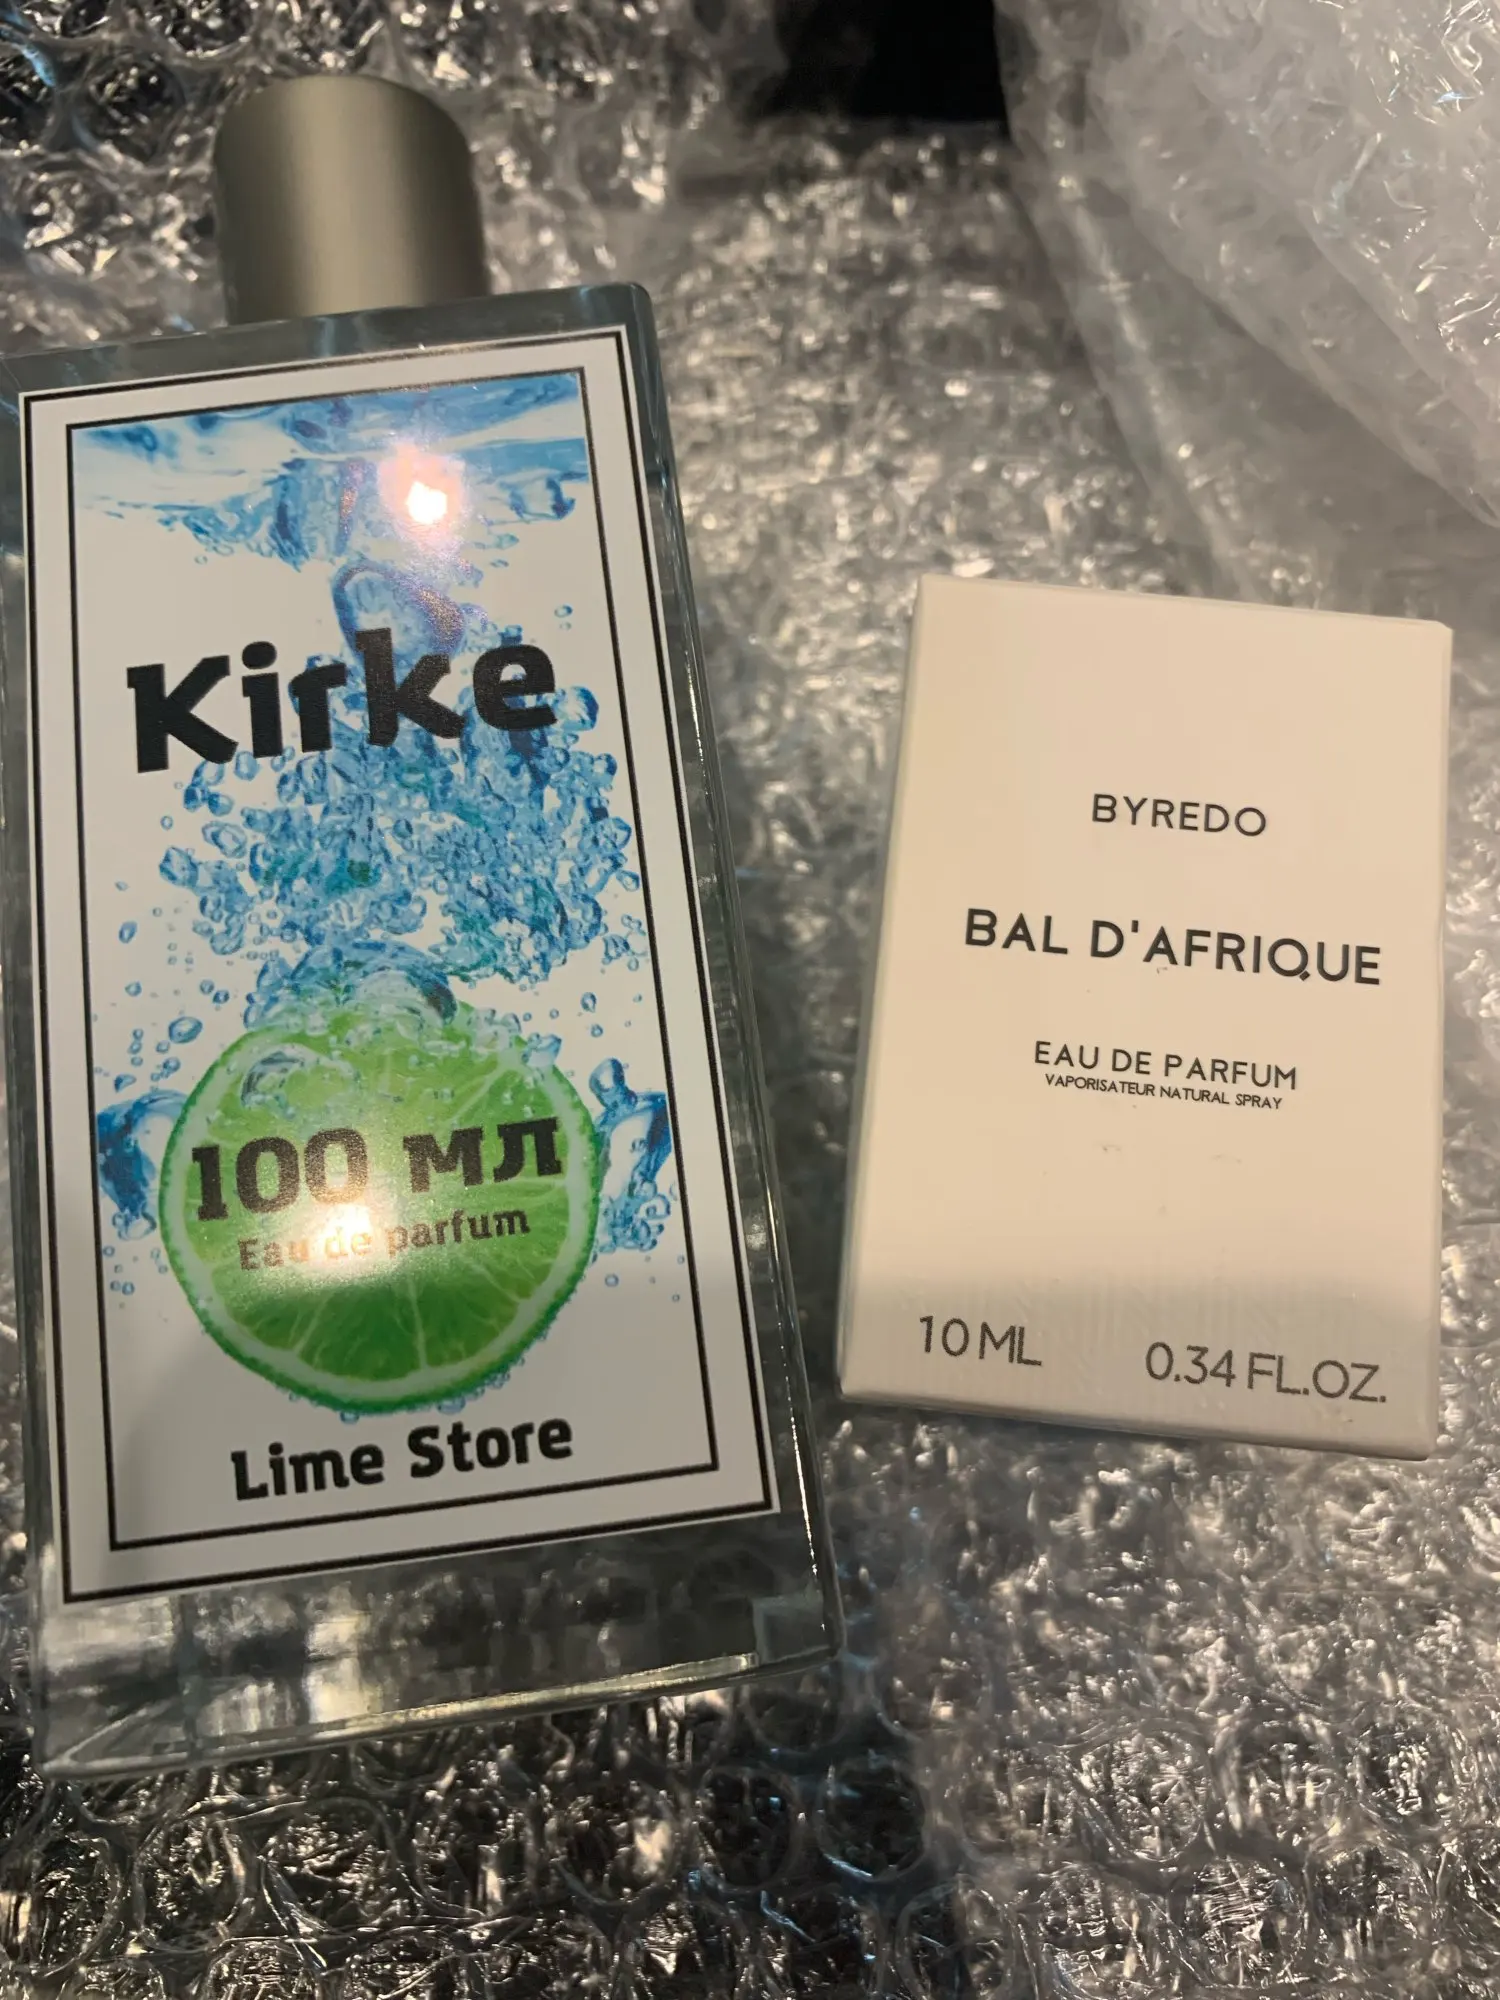 Kirke
100 мл
Eau de parfum
Lime Store
BYREDO
BAL D'AFRIQUE
EAU DE PARFUM
VAPORISATEUR NATURAL SPRAY
10 ML 0.34 FL.OZ.